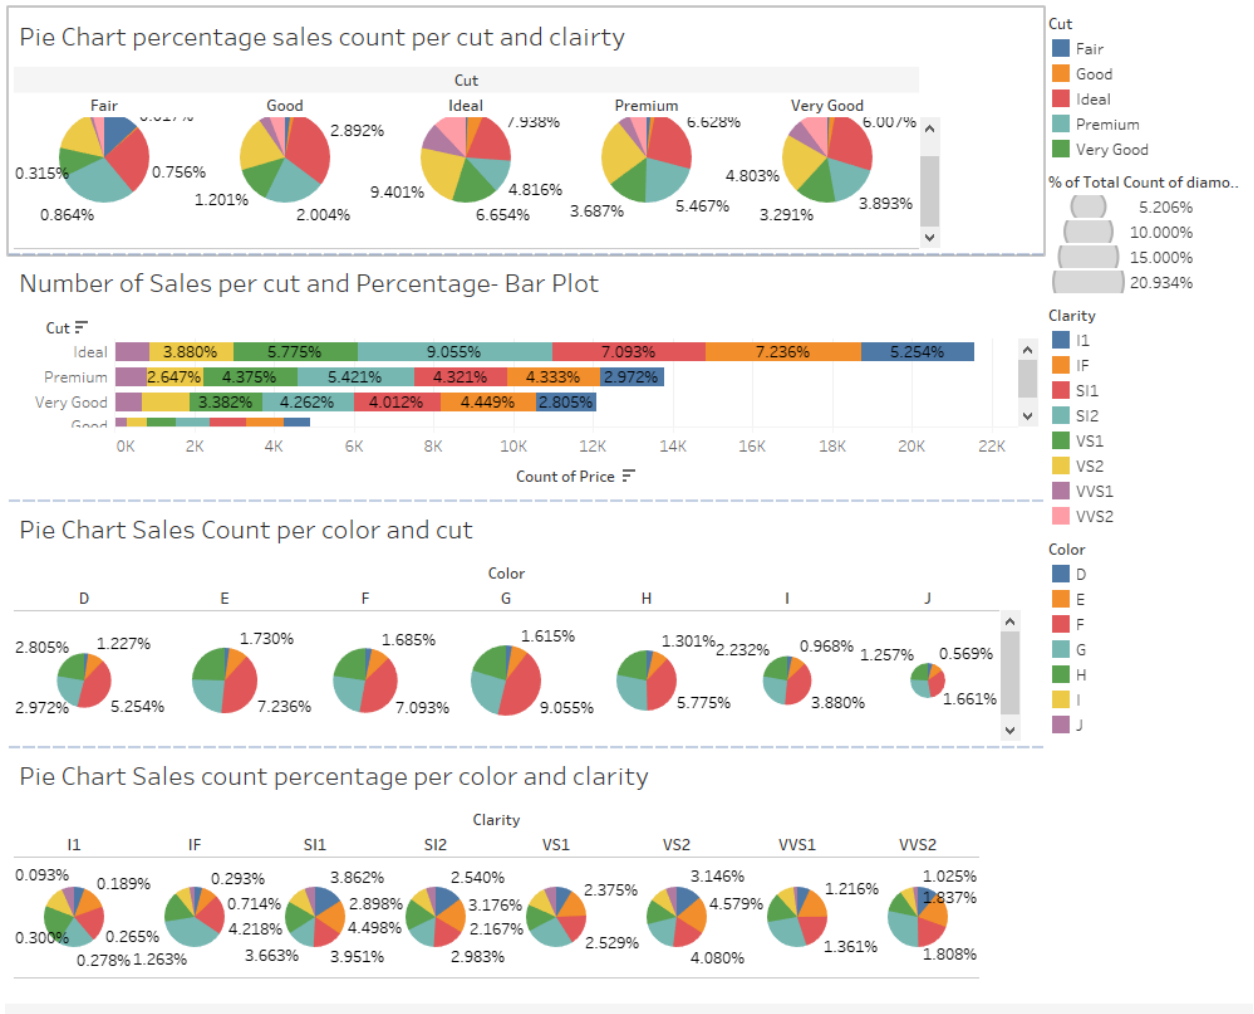 Pie Chart percentage sales count per cut and clairty
Cut
Fair Good Ideal Premium Very Good
2.892% 7.938% 6.628% 6.007%
0.315% 0.756% 9.401% 4.816% 4.803%
0.864% 1.201% 2.004% 6.654% 3.687% 5.467% 3.291% 3.893%
Number of Sales per cut and Percentage- Bar Plot
Cut
Ideal 3.880% 5.775% 9.055% 7.093% 7.236% 5.254%
Premium 2.647% 4.375% 5.421% 4.321% 4.333% 2.972%
Very Good 3.382% 4.262% 4.012% 4.449% 2.805%
Good
0K 2K 4K 6K 8K 10K 12K 14K 16K 18K 20K 22K
Count of Price
Pie Chart Sales Count per color and cut
Color
D E F G H I J
2.805% 1.227% 1.730% 1.685% 1.615% 1.301% 2.232% 0.968% 1.257% 0.569%
2.972% 5.254% 7.236% 7.093% 9.055% 5.775% 3.880% 1.661%
Pie Chart Sales count percentage per color and clarity
Clarity
I1 IF SI1 SI2 VS1 VS2 VVS1 VVS2
0.093% 0.189% 0.293% 3.862% 2.540% 2.375% 3.146% 1.216% 1.025%
0.714% 2.898% 3.176% 4.579% 1.837%
0.300% 0.265% 4.218% 4.498% 2.167% 2.529% 1.361%
0.278% 1.263% 3.663% 3.951% 2.983% 4.080% 1.808%
Cut
Fair
Good
Ideal
Premium
Very Good
% of Total Count of diamo..
5.206%
10.000%
15.000%
20.934%
Clarity
I1
IF
SI1
SI2
VS1
VS2
VVS1
VVS2
Color
D
E
F
G
H
I
J